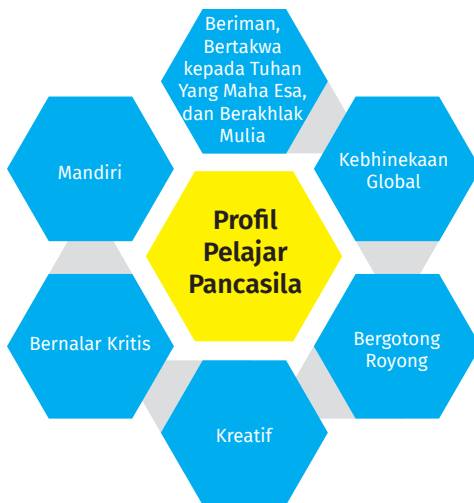 Beriman,
Bertakwa
kepada Tuhan
Yang Maha Esa,
dan Berakhlak
Mulia
Kebhinekaan
Global
Bergotong
Royong
Kreatif
Bernalar Kritis
Mandiri
Profil
Pelajar
Pancasila